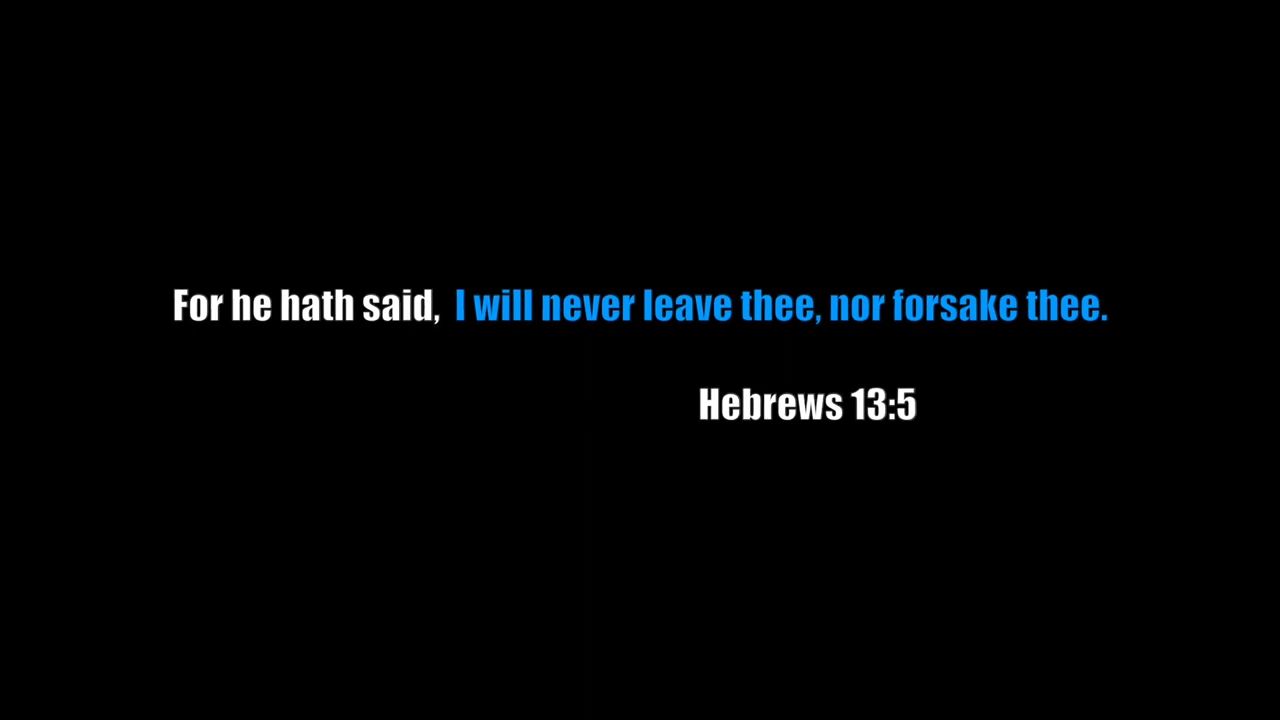 For he hath said, I will never leave thee, nor forsake thee.
Hebrews 13:5